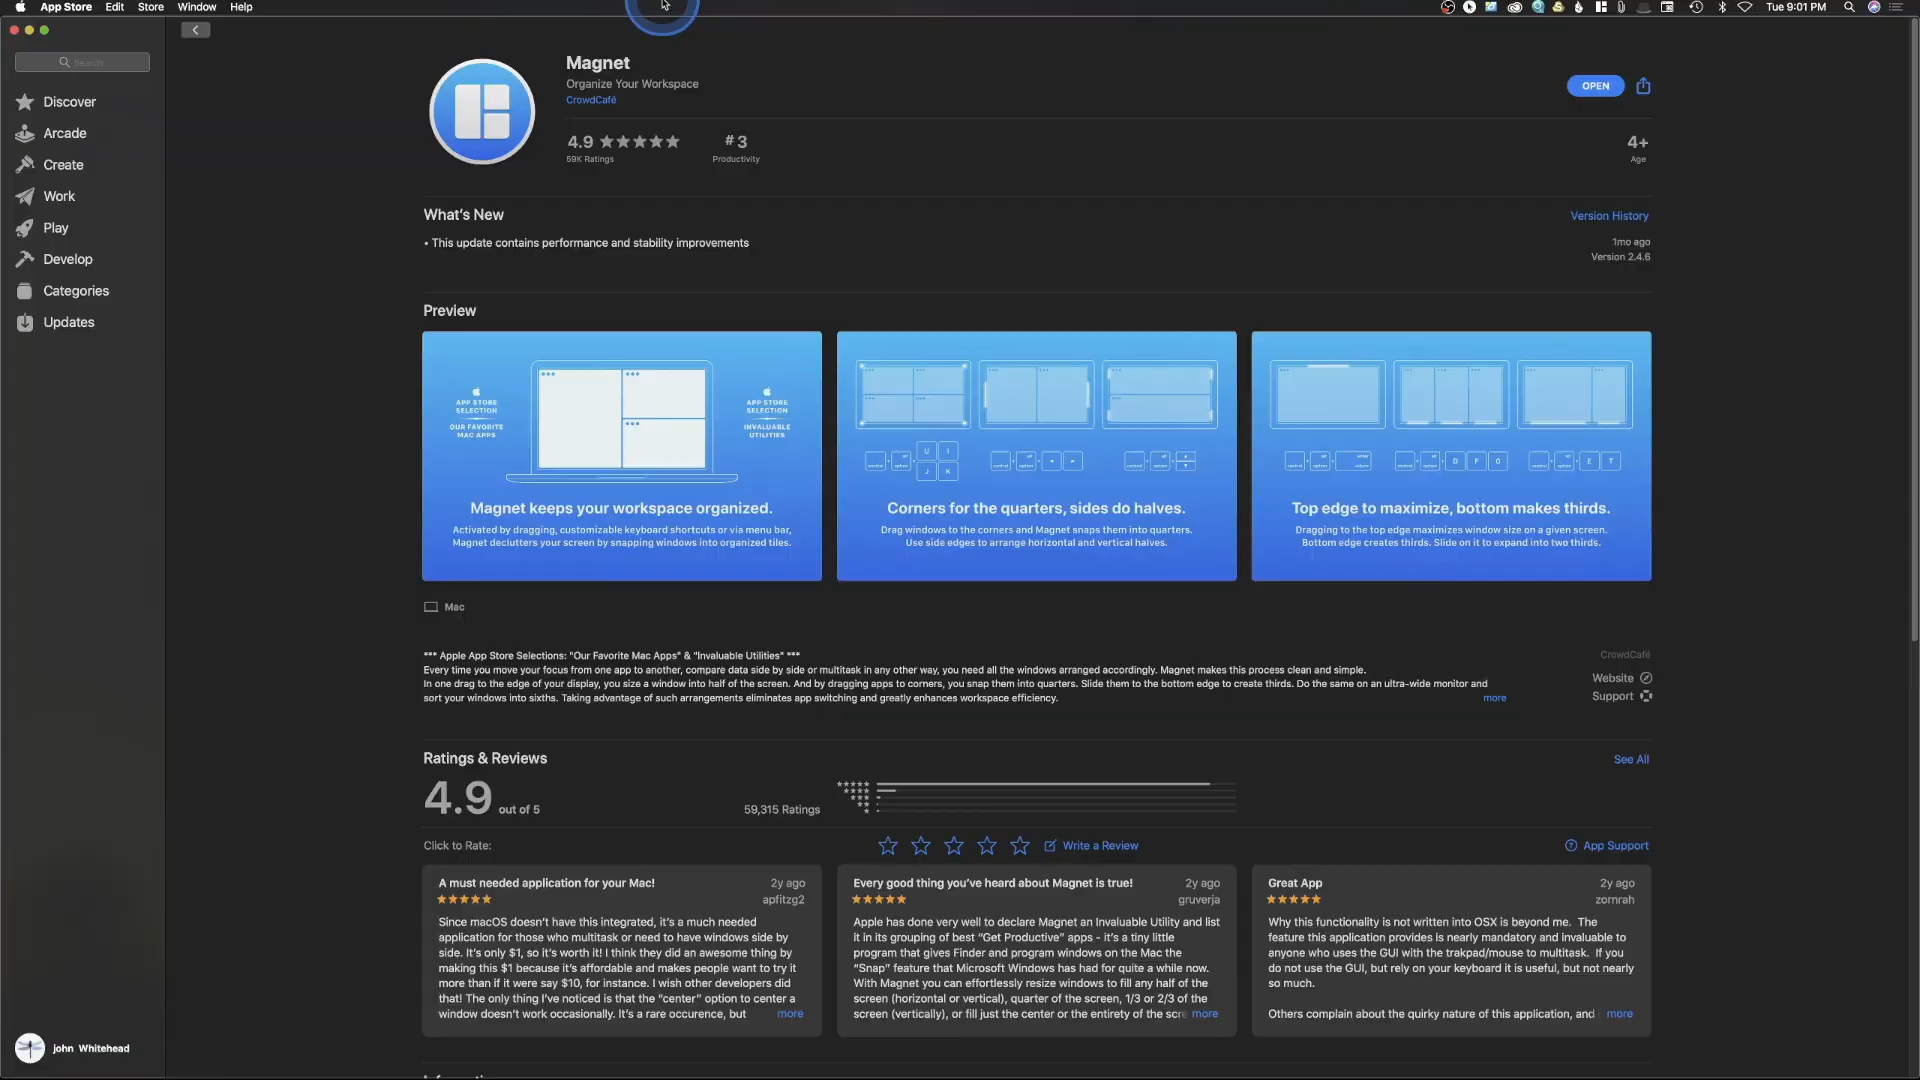 App Store Edit Store Window Help
Tue 9:01 PM
Search
Discover
Arcade
Create
Work
Play
Develop
Categories
Updates
john Whitehead
Magnet
Organize Your Workspace
CrowdCafé
OPEN
4.9
59K Ratings
#3
Productivity
4+
Age
What's New
Version History
• This update contains performance and stability improvements
1mo ago
Version 2.4.6
Preview
APP STORE
SELECTION
OUR FAVORITE
MAC APPS
APP STORE
SELECTION
INVALUABLE
UTILITIES
Magnet keeps your workspace organized.
Activated by dragging, customizable keyboard shortcuts or via menu bar,
Magnet declutters your screen by snapping windows into organized tiles.
U I
J K
Corners for the quarters, sides do halves.
Drag windows to the corners and Magnet snaps them into quarters.
Use side edges to arrange horizontal and vertical halves.
D F G
E T
Top edge to maximize, bottom makes thirds.
Dragging to the top edge maximizes window size on a given screen.
Bottom edge creates thirds. Slide on it to expand into two thirds.
Mac
*** Apple App Store Selections: "Our Favorite Mac Apps" & "Invaluable Utilities" ***
Every time you move your focus from one app to another, compare data side by side or multitask in any other way, you need all the windows arranged accordingly. Magnet makes this process clean and simple.
In one drag to the edge of your display, you size a window into half of the screen. And by dragging apps to corners, you snap them into quarters. Slide them to the bottom edge to create thirds. Do the same on an ultra-wide monitor and
sort your windows into sixths. Taking advantage of such arrangements eliminates app switching and greatly enhances workspace efficiency.
more
CrowdCafé
Website
Support
Ratings & Reviews
See All
4.9 out of 5
59,315 Ratings
Click to Rate:
Write a Review
App Support
A must needed application for your Mac!
2y ago
apfitzg2
Since macOS doesn't have this integrated, it's a much needed
application for those who multitask or need to have windows side by
side. It's only $1, so it's worth it! I think they did an awesome thing by
making this $1 because it's affordable and makes people want to try it
more than if it were say $10, for instance. I wish other developers did
that! The only thing I've noticed is that the "center" option to center a
window doesn't work occasionally. It's a rare occurence, but more
Every good thing you've heard about Magnet is true!
2y ago
gruverja
Apple has done very well to declare Magnet an Invaluable Utility and list
it in its grouping of best "Get Productive" apps - it's a tiny little
program that gives Finder and program windows on the Mac the
"Snap" feature that Microsoft Windows has had for quite a while now.
With Magnet you can effortlessly resize windows to fill any half of the
screen (horizontal or vertical), quarter of the screen, 1/3 or 2/3 of the
screen (vertically), or fill just the center or the entirety of the scre more
Great App
2y ago
zornrah
Why this functionality is not written into OSX is beyond me. The
feature this application provides is nearly mandatory and invaluable to
anyone who uses the GUI with the trakpad/mouse to multitask. If you
do not use the GUI, but rely on your keyboard it is useful, but not nearly
so much.
Others complain about the quirky nature of this application, and more